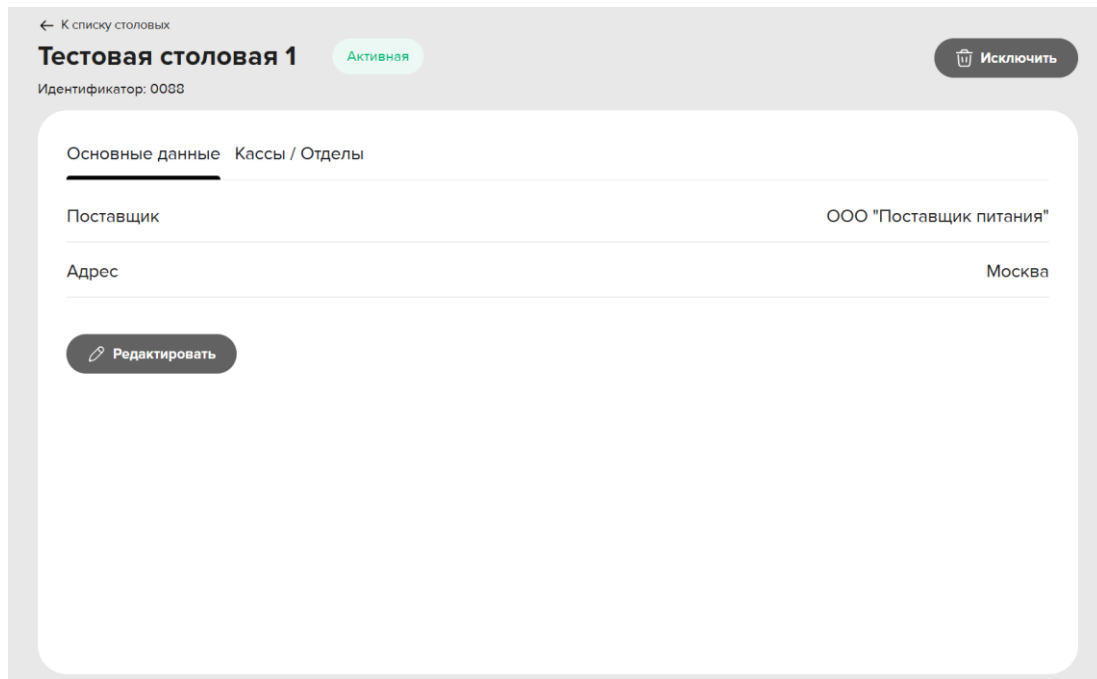 К списку столовых
Тестовая столовая 1 Активная
Исключить
Идентификатор: 0088
Основные данные Кассы / Отделы
Поставщик ООО "Поставщик питания"
Адрес Москва
Редактировать